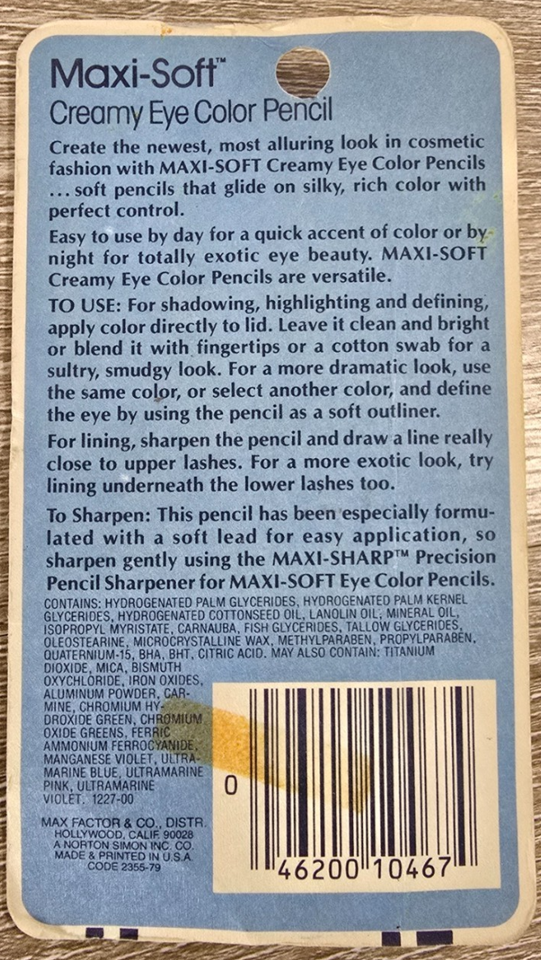 Maxi-Soft™
Creamy Eye Color Pencil
Create the newest, most alluring look in cosmetic
fashion with MAXI-SOFT Creamy Eye Color Pencils
... soft pencils that glide on silky, rich color with
perfect control.
Easy to use by day for a quick accent of color or by
night for totally exotic eye beauty. MAXI-SOFT
Creamy Eye Color Pencils are versatile.
TO USE: For shadowing, highlighting and defining,
apply color directly to lid. Leave it clean and bright
or blend it with fingertips or a cotton swab for a
sultry, smudgy look. For a more dramatic look, use
the same color, or select another color, and define
the eye by using the pencil as a soft outliner.
For lining, sharpen the pencil and draw a line really
close to upper lashes. For a more exotic look, try
lining underneath the lower lashes too.
To Sharpen: This pencil has been especially formu-
lated with a soft lead for easy application, so
sharpen gently using the MAXI-SHARP™ Precision
Pencil Sharpener for MAXI-SOFT Eye Color Pencils.
CONTAINS: HYDROGENATED PALM GLYCERIDES, HYDROGENATED PALM KERNEL
GLYCERIDES, HYDROGENATED COTTONSEED OIL, LANOLIN OIL, MINERAL OIL,
ISOPROPYL MYRISTATE, CARNAUBA, FISH GLYCERIDES, TALLOW GLYCERIDES,
OLEOSTEARINE, MICROCRYSTALLINE WAX, METHYLPARABEN, PROPYLPARABEN,
QUATERNIUM-15, BHA, BHT, CITRIC ACID. MAY ALSO CONTAIN: TITANIUM
DIOXIDE, MICA, BISMUTH
OXYCHLORIDE, IRON OXIDES,
ALUMINUM POWDER, CAR-
MINE, CHROMIUM HY-
DROXIDE GREEN, CHROMIUM
OXIDE GREENS, FERRIC
AMMONIUM FERROCYANIDE,
MANGANESE VIOLET, ULTRA-
MARINE BLUE, ULTRAMARINE
PINK, ULTRAMARINE
VIOLET. 1227-00
MAX FACTOR & CO., DISTR.
HOLLYWOOD, CALIF. 90028
A NORTON SIMON INC. CO.
MADE & PRINTED IN U.S.A.
CODE 2355-79
0 46200 10467